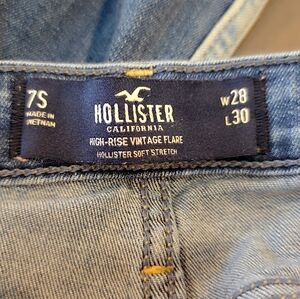 7S
MADE IN
VIETNAM
HOLLISTER
CALIFORNIA
HIGH-RISE VINTAGE FLARE
HOLLISTER SOFT STRETCH
W28
L30